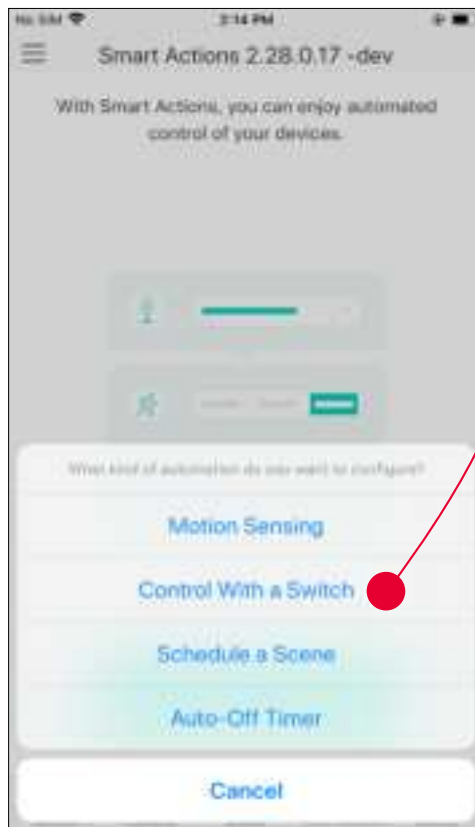 No SIM 2:14 PM
Smart Actions 2.28.0.17 -dev
With Smart Actions, you can enjoy automated
control of your devices.
What kind of automation do you want to configure?
Motion Sensing
Control With a Switch
Schedule a Scene
Auto-Off Timer
Cancel